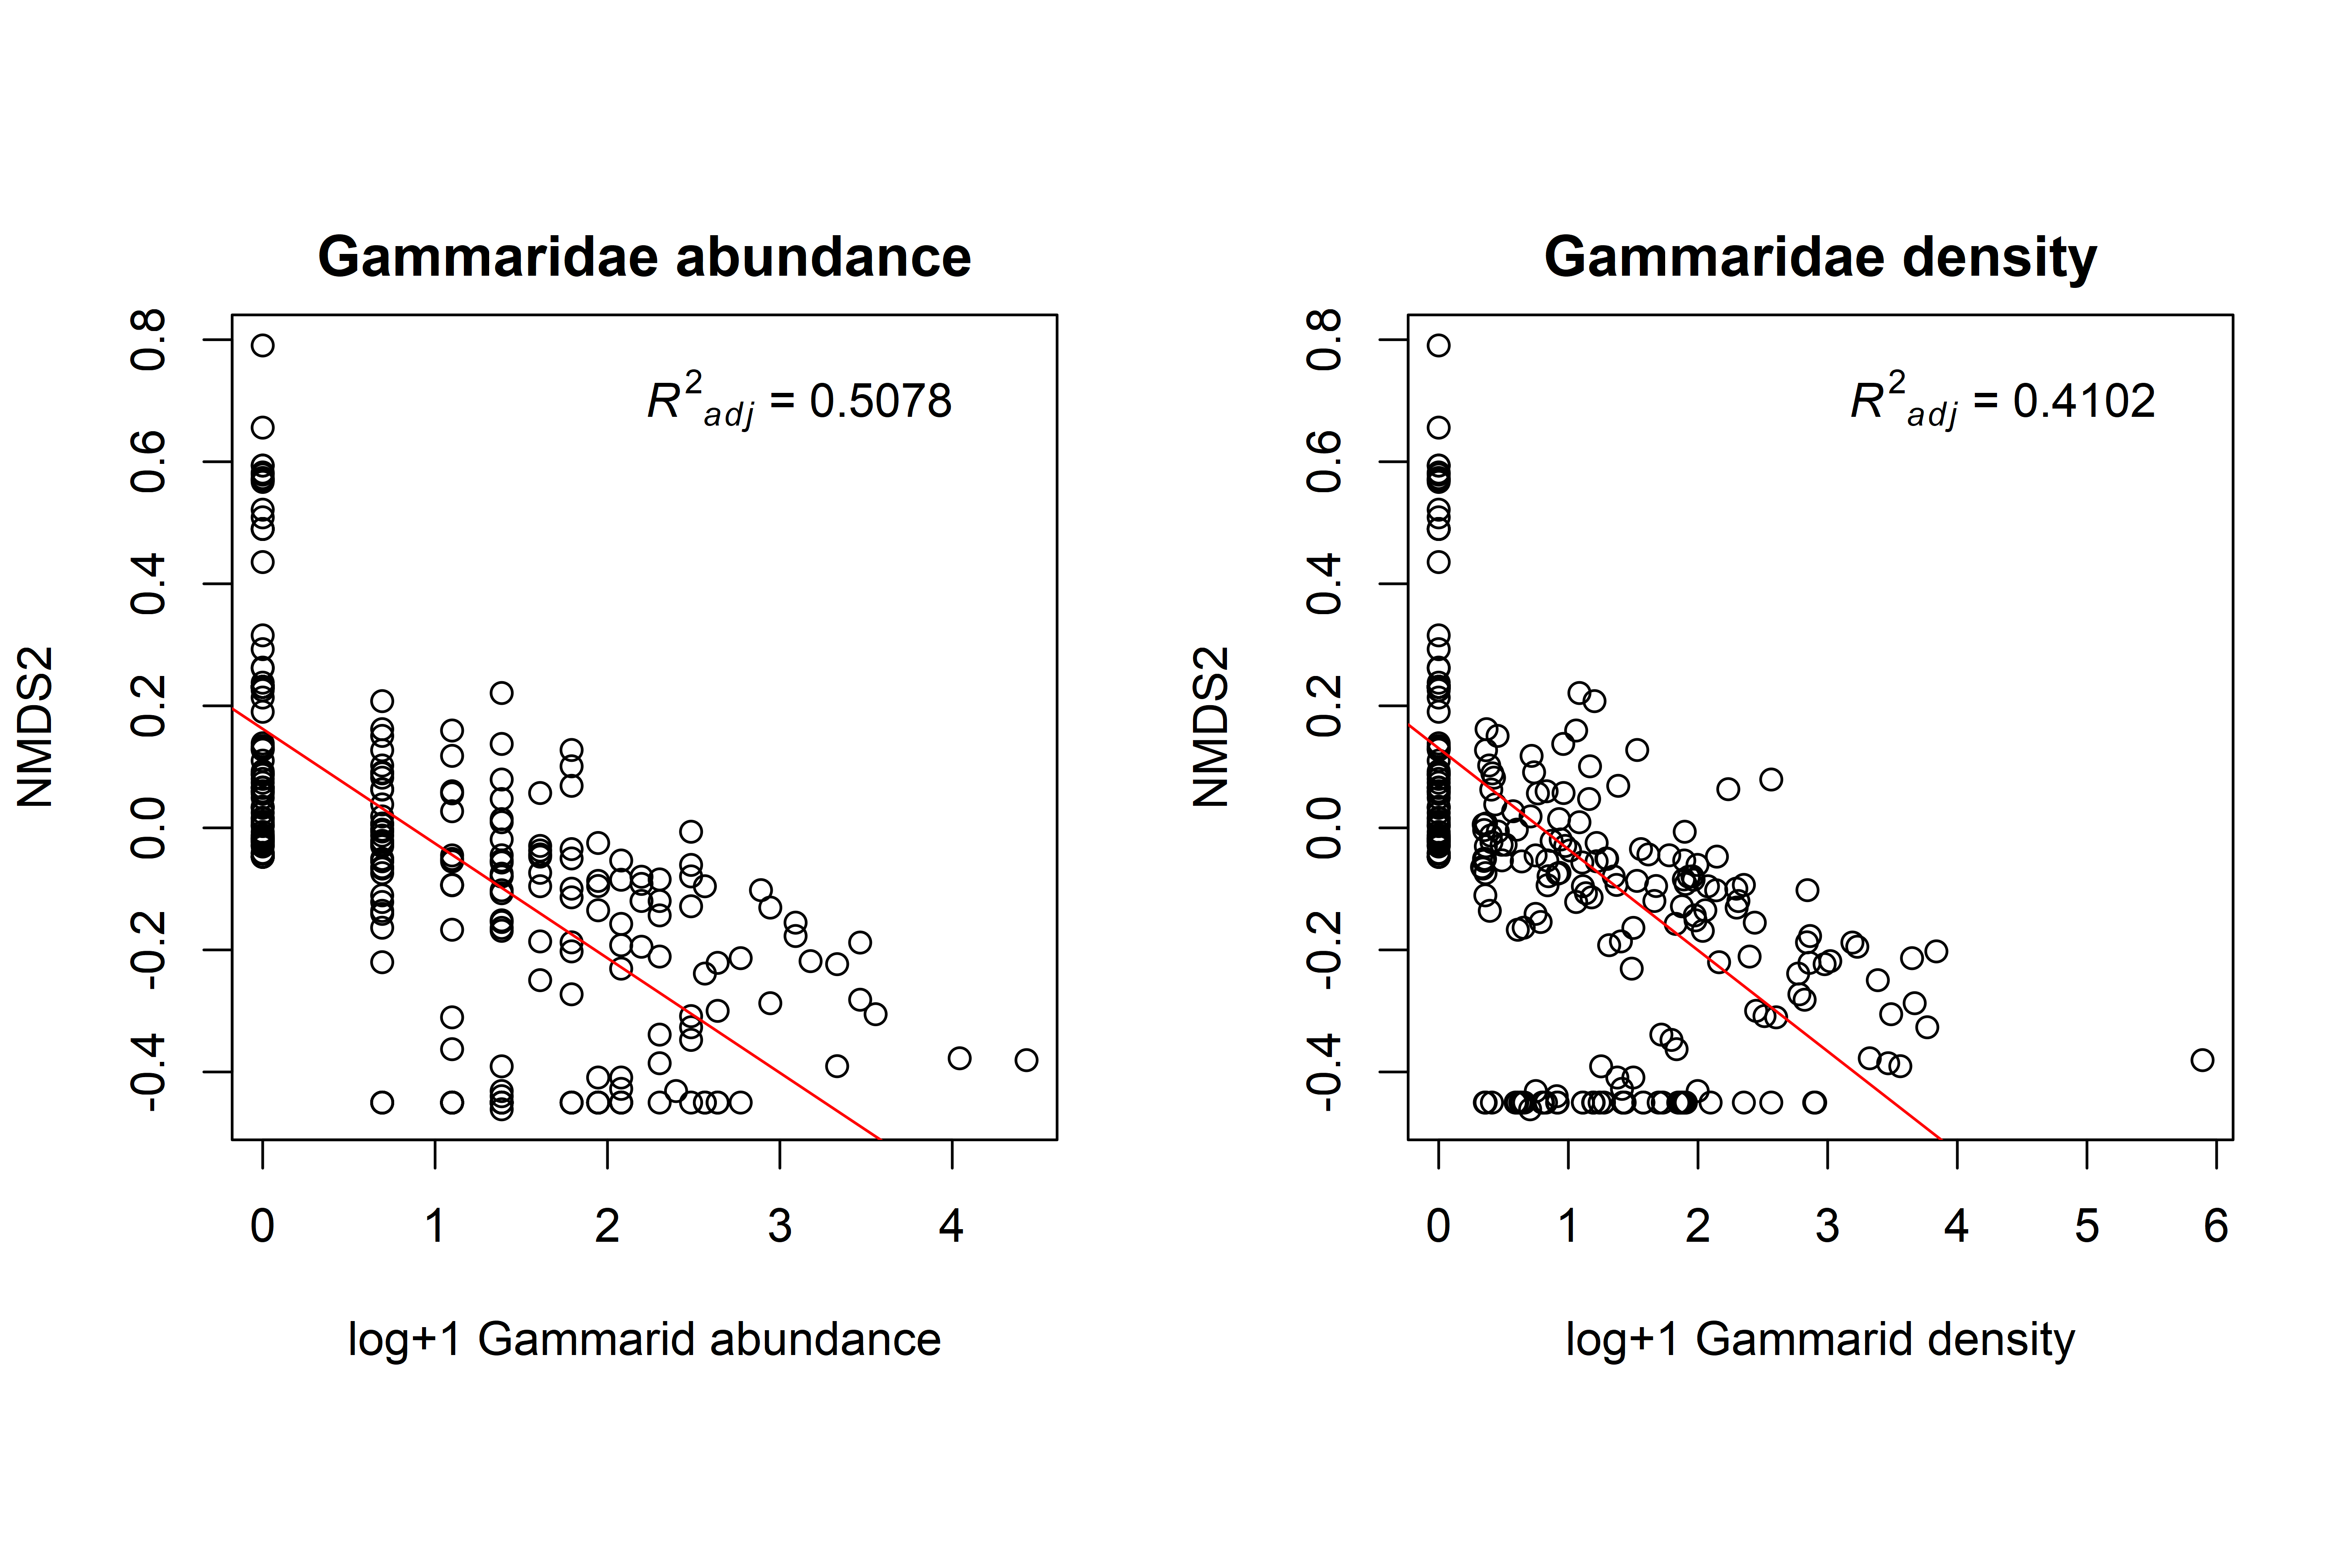 Gammaridae abundance
R²adj = 0.5078
NMDS2
0.8
0.6
0.4
0.2
0.0
-0.2
-0.4
0 1 2 3 4
log+1 Gammarid abundance
Gammaridae density
R²adj = 0.4102
NMDS2
0.8
0.6
0.4
0.2
0.0
-0.2
-0.4
0 1 2 3 4 5 6
log+1 Gammarid density